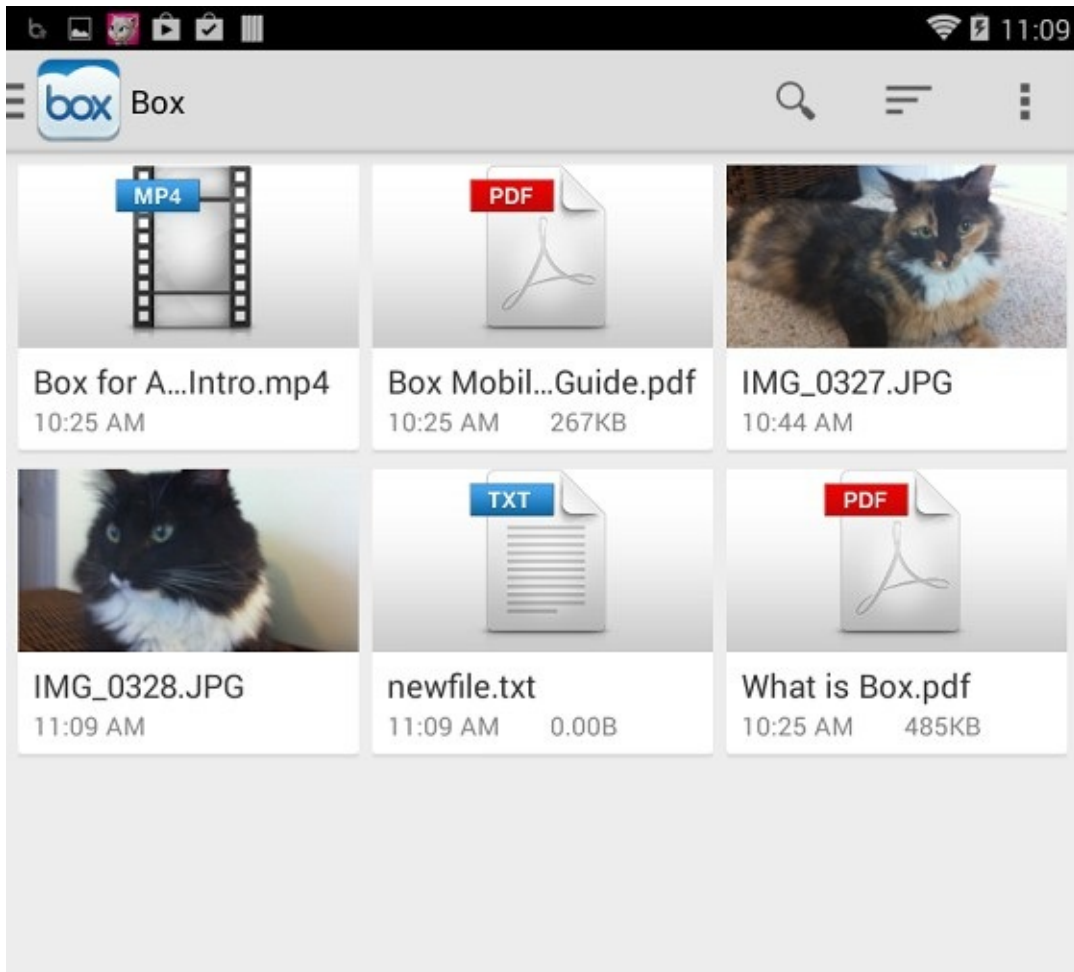 11:09
box Box
MP4
PDF
Box for A...Intro.mp4
10:25 AM
Box Mobil...Guide.pdf
10:25 AM 267KB
IMG_0327.JPG
10:44 AM
TXT
PDF
IMG_0328.JPG
11:09 AM
newfile.txt
11:09 AM 0.00B
What is Box.pdf
10:25 AM 485KB